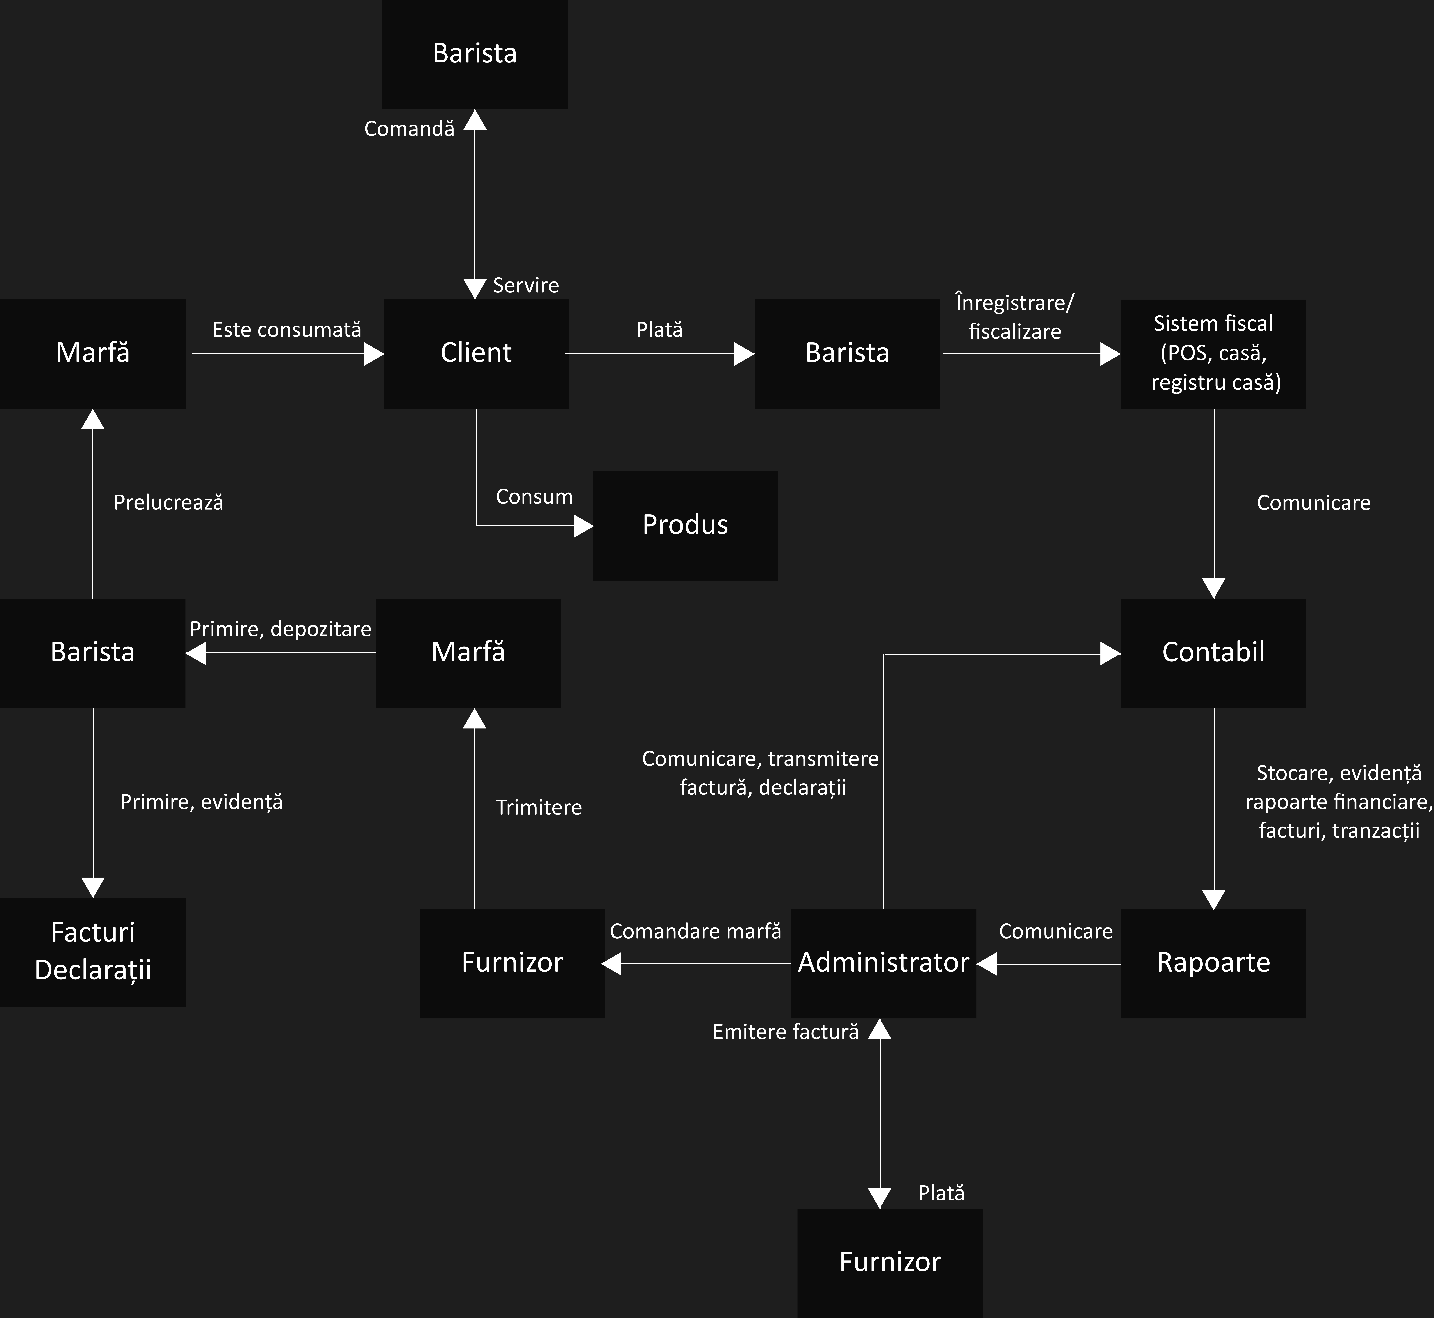 Barista
Comandă
Servire
Marfă
Este consumată
Client
Plată
Barista
Înregistrare/
fiscalizare
Sistem fiscal
(POS, casă,
registru casă)
Prelucrează
Consum
Produs
Comunicare
Barista
Primire, depozitare
Marfă
Contabil
Primire, evidență
Trimitere
Comunicare, transmitere
factură, declarații
Stocare, evidență
rapoarte financiare,
facturi, tranzacții
Facturi
Declarații
Furnizor
Comandare marfă
Administrator
Comunicare
Rapoarte
Emitere factură
Plată
Furnizor